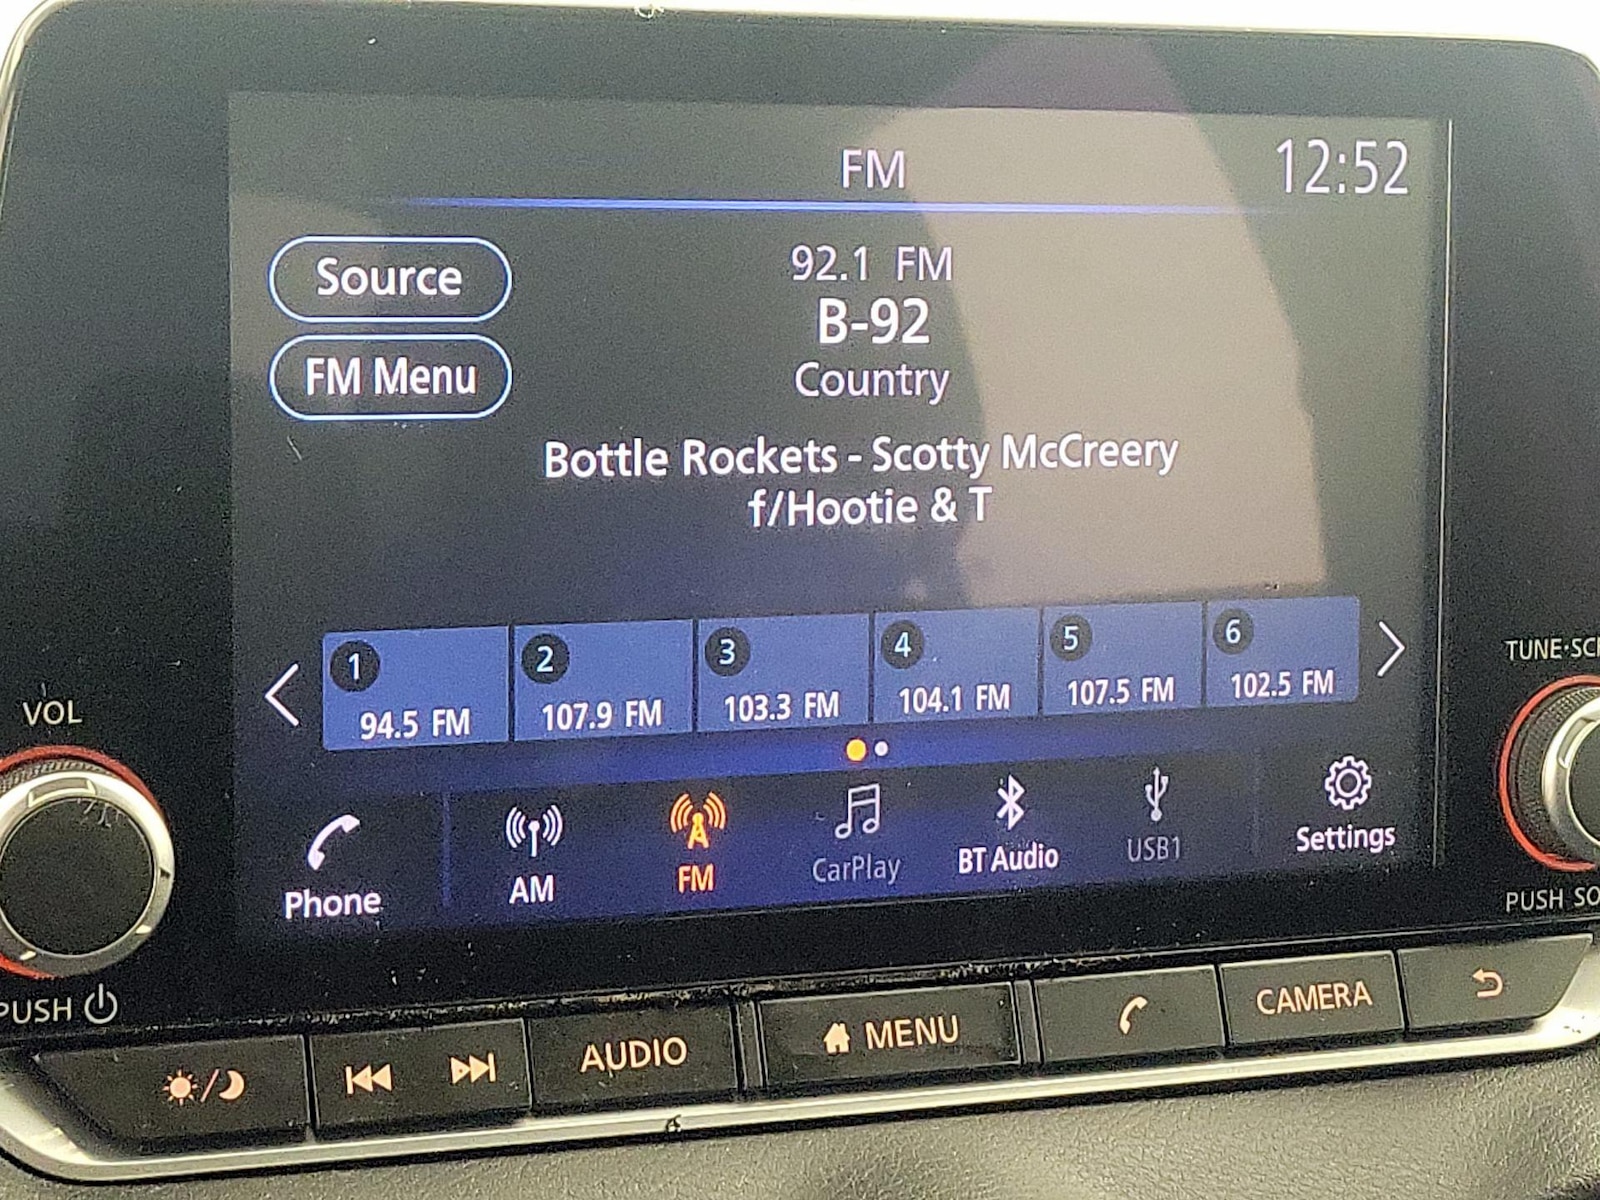 FM
12:52
Source
92.1 FM
B-92
FM Menu
Country
Bottle Rockets - Scotty McCreery
f/Hootie & T
1
2
3
4
5
6
94.5 FM
107.9 FM
103.3 FM
104.1 FM
107.5 FM
102.5 FM
VOL
TUNE·SC
Phone
AM
FM
CarPlay
BT Audio
USB1
Settings
PUSH
PUSH SO
AUDIO
MENU
CAMERA